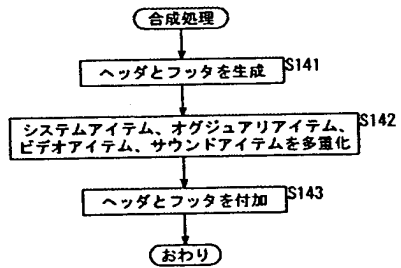 合成処理
ヘッダとフッタを生成
S141
システムアイテム、オグジュアリアイテム、
ビデオアイテム、サウンドアイテムを多重化
S142
ヘッダとフッタを付加
S143
おわり